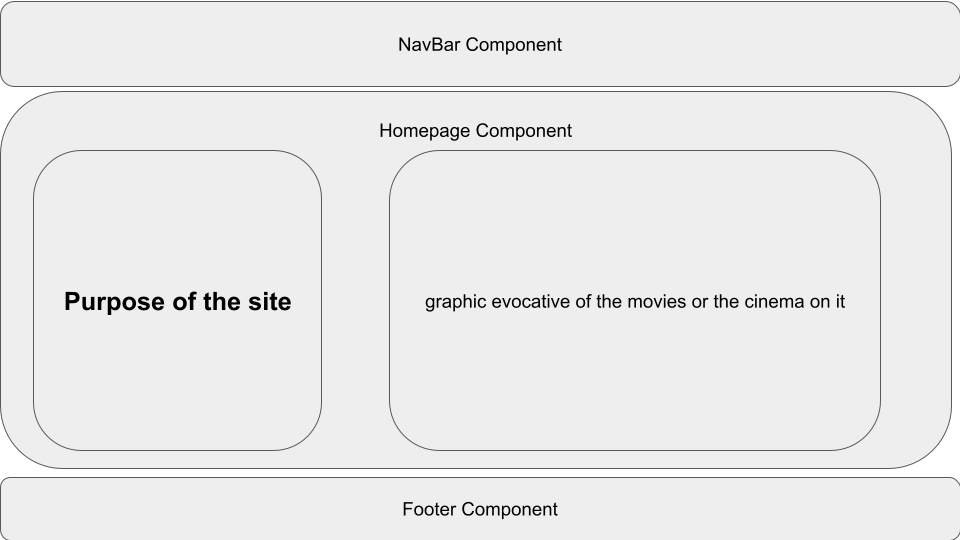 NavBar Component
Homepage Component
Purpose of the site
graphic evocative of the movies or the cinema on it
Footer Component